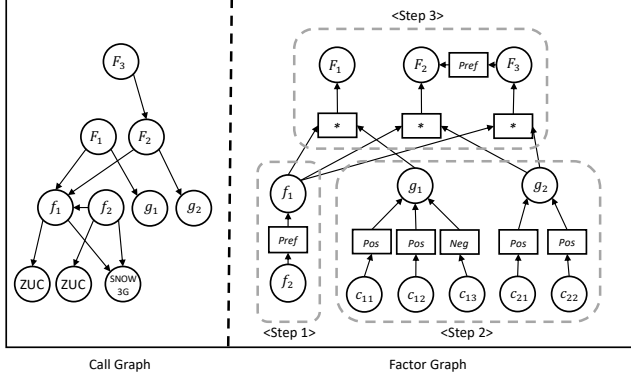 <Step 3>
F₃
F₁
F₂
f₁
f₂
g₁
g₂
ZUC
ZUC
SNOW
3G
F₁
F₂
Pref
F₃
*
*
*
f₁
Pref
f₂
<Step 1>
g₁
g₂
Pos
Pos
Neg
Pos
Pos
c₁₁
c₁₂
c₁₃
c₂₁
c₂₂
<Step 2>
Call Graph
Factor Graph